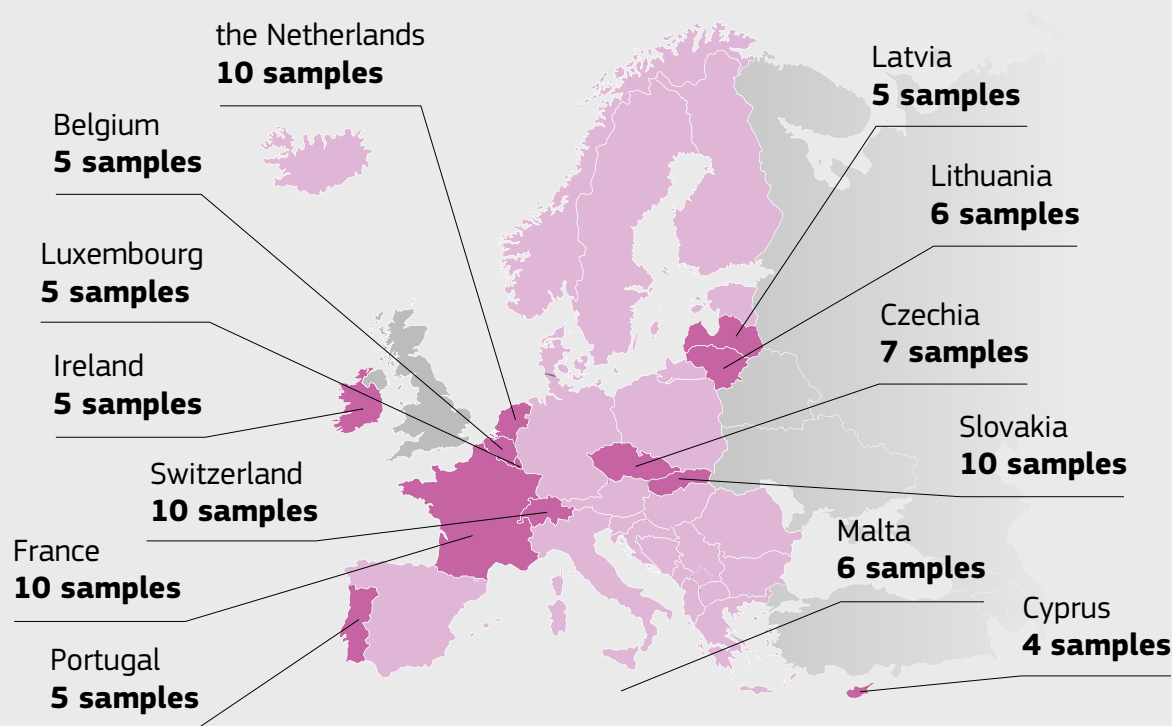 the Netherlands
10 samples
Belgium
5 samples
Luxembourg
5 samples
Ireland
5 samples
Switzerland
10 samples
France
10 samples
Portugal
5 samples
Latvia
5 samples
Lithuania
6 samples
Czechia
7 samples
Slovakia
10 samples
Malta
6 samples
Cyprus
4 samples